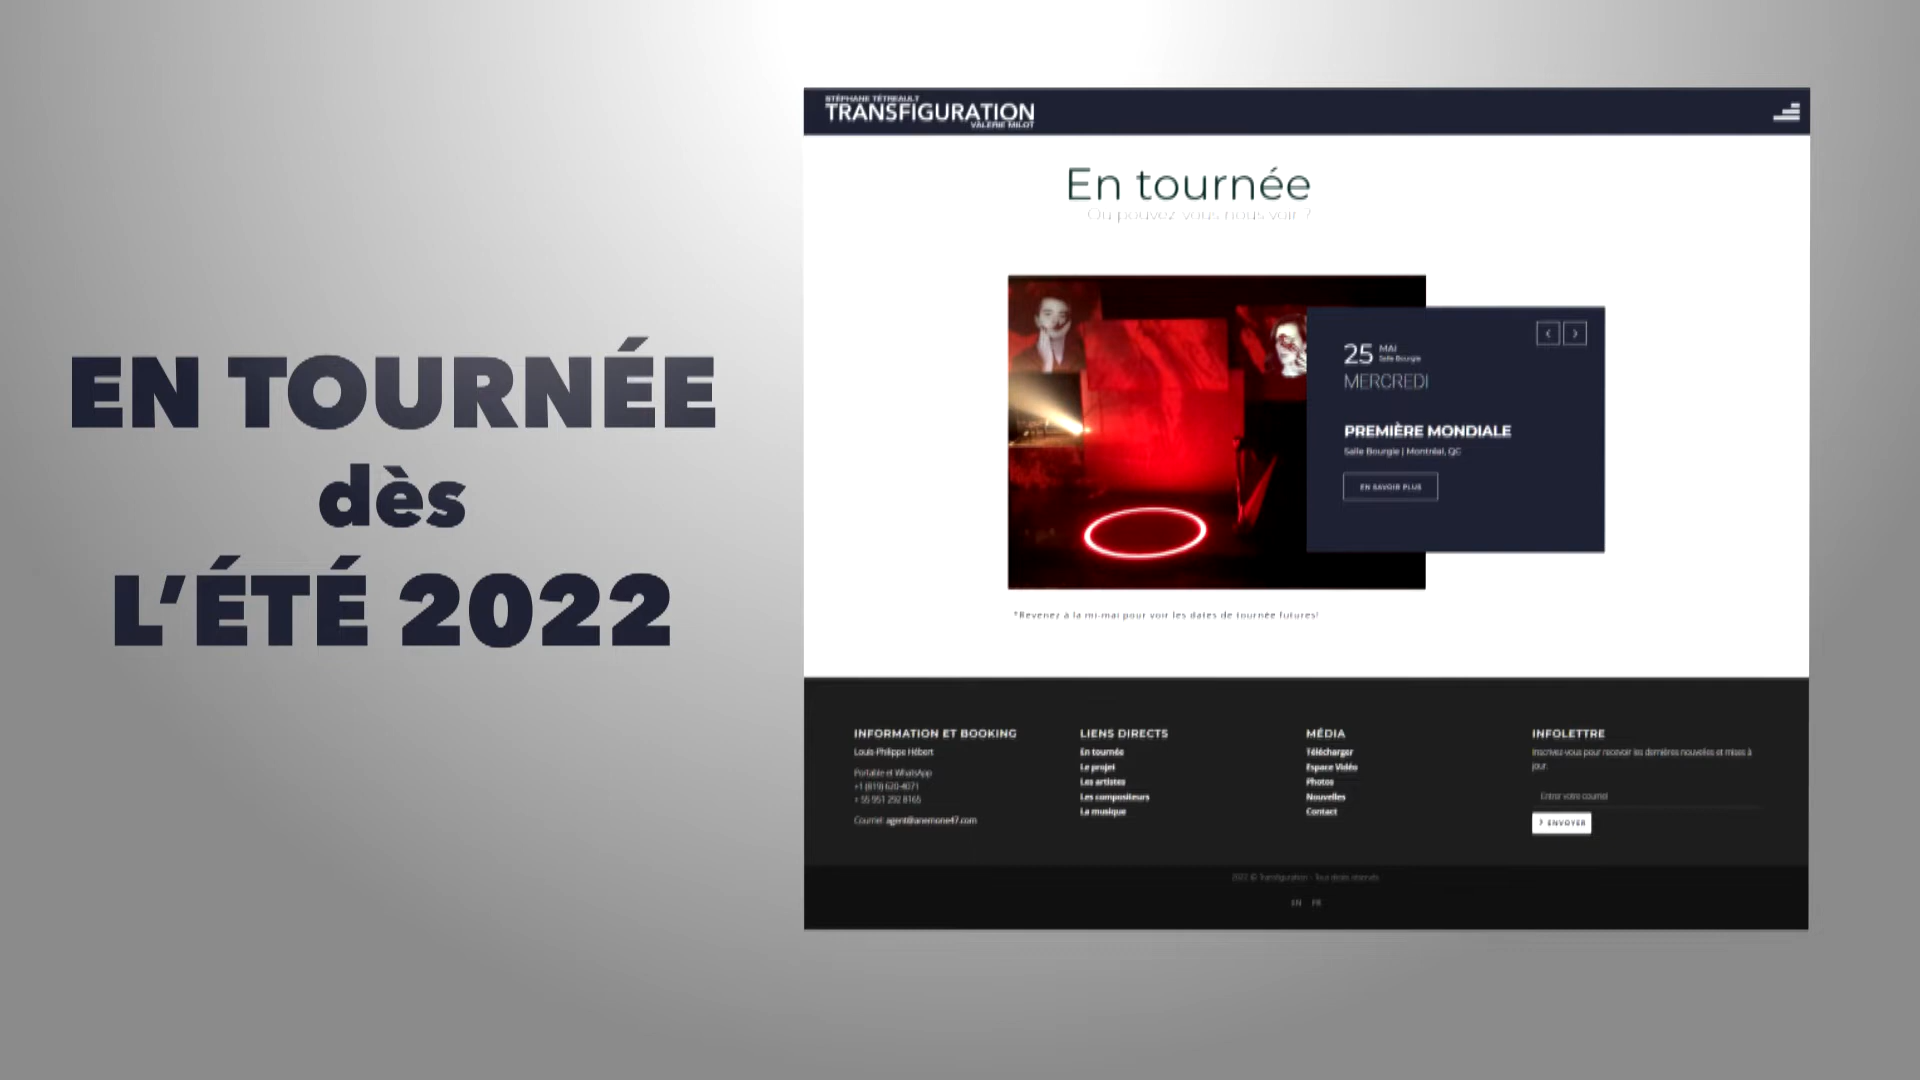 EN TOURNÉE
dès
L’ÉTÉ 2022
STÉPHANE TÉTREAULT
TRANSFIGURATION
VALÉRIE MILOT
En tournée
Où pouvez-vous nous voir ?
25 MAI
Salle Bourgie
MERCREDI
PREMIÈRE MONDIALE
Salle Bourgie | Montréal, QC
EN SAVOIR PLUS
*Revenez à la mi-mai pour voir les dates de tournée futures!
INFORMATION ET BOOKING
Louis-Philippe Hébert
Portable et WhatsApp
+1 (819) 620-4071
+ 55 951 292 8165
Courriel: agent@anemone47.com
LIENS DIRECTS
En tournée
Le projet
Les artistes
Les compositeurs
La musique
MÉDIA
Télécharger
Espace Vidéo
Photos
Nouvelles
Contact
INFOLETTRE
Inscrivez-vous pour recevoir les dernières nouvelles et mises à
jour.
Entrer votre courriel
ENVOYER
2022 © Transfiguration - Tous droits réservés
EN FR